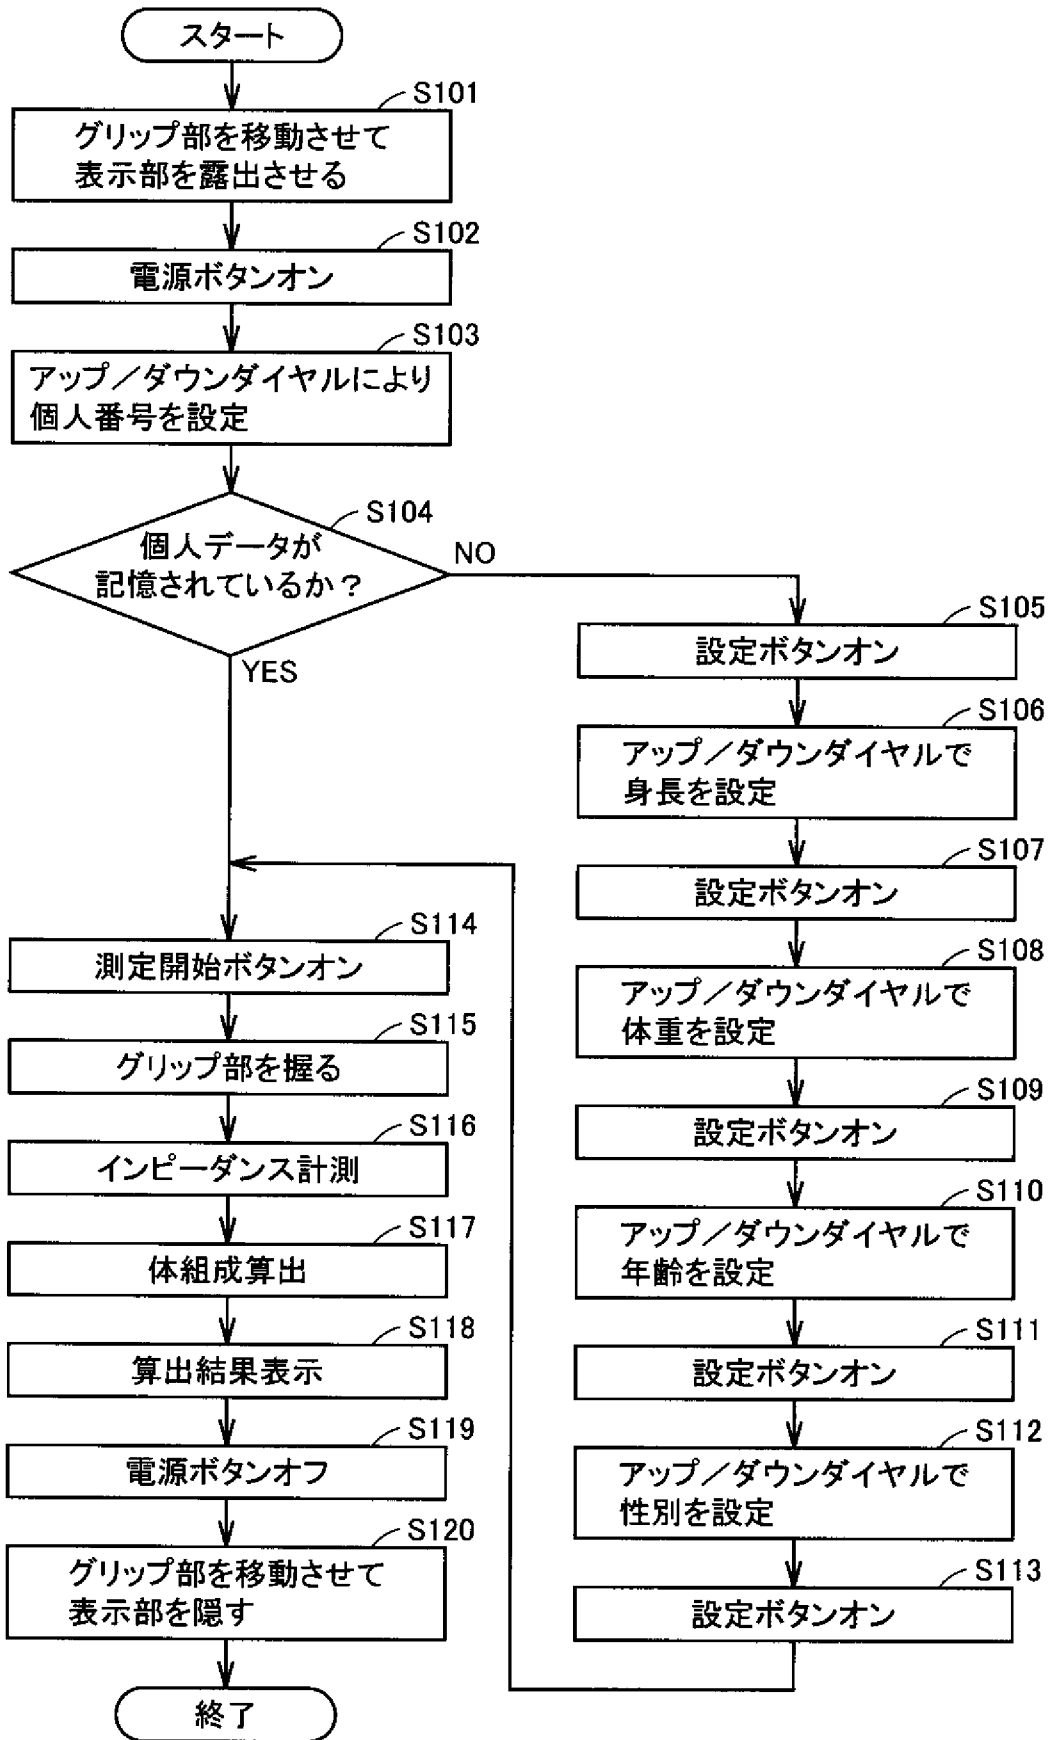 スタート
S101
グリップ部を移動させて
表示部を露出させる
S102
電源ボタンオン
S103
アップ／ダウンダイヤルにより
個人番号を設定
S104
個人データが
記憶されているか？
NO
YES
S105
設定ボタンオン
S106
アップ／ダウンダイヤルで
身長を設定
S107
設定ボタンオン
S108
アップ／ダウンダイヤルで
体重を設定
S109
設定ボタンオン
S110
アップ／ダウンダイヤルで
年齢を設定
S111
設定ボタンオン
S112
アップ／ダウンダイヤルで
性別を設定
S113
設定ボタンオン
S114
測定開始ボタンオン
S115
グリップ部を握る
S116
インピーダンス計測
S117
体組成算出
S118
算出結果表示
S119
電源ボタンオフ
S120
グリップ部を移動させて
表示部を隠す
終了